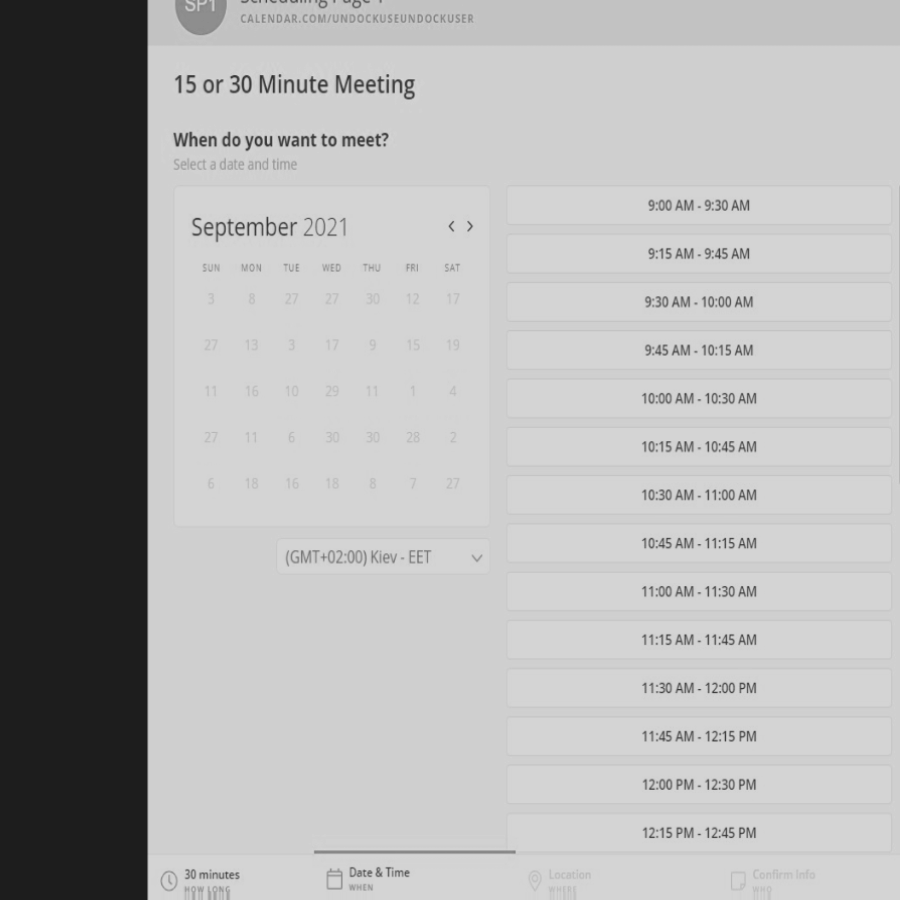 SP1
Scheduling Page 1
CALENDAR.COM/UNDOCKUSEUNDOCKUSER
15 or 30 Minute Meeting
When do you want to meet?
Select a date and time
September 2021
SUN MON TUE WED THU FRI SAT
3 8 27 27 30 12 17
27 13 3 17 9 15 19
11 16 10 29 11 1 4
27 11 6 30 30 28 2
6 18 16 18 8 7 27
(GMT+02:00) Kiev - EET
9:00 AM - 9:30 AM
9:15 AM - 9:45 AM
9:30 AM - 10:00 AM
9:45 AM - 10:15 AM
10:00 AM - 10:30 AM
10:15 AM - 10:45 AM
10:30 AM - 11:00 AM
10:45 AM - 11:15 AM
11:00 AM - 11:30 AM
11:15 AM - 11:45 AM
11:30 AM - 12:00 PM
11:45 AM - 12:15 PM
12:00 PM - 12:30 PM
12:15 PM - 12:45 PM
30 minutes
HOW LONG
Date & Time
WHEN
Location
WHERE
Confirm Info
WHO